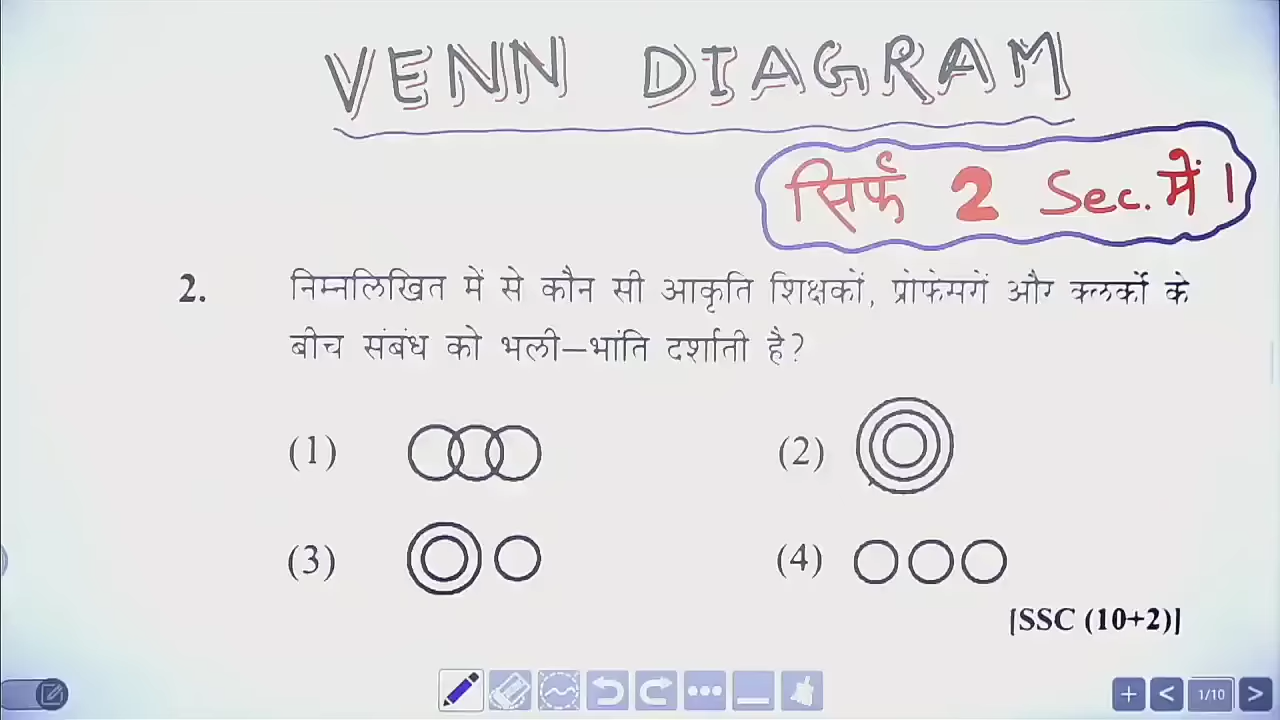 VENN DIAGRAM
सिर्फ 2 Sec. में।
2. निम्नलिखित में से कौन सी आकृति शिक्षकों, प्रोफेसरों और क्लर्कों के
बीच संबंध को भली–भांति दर्शाती है?
(1) (2)
(3) (4)
[SSC (10+2)]
1/10